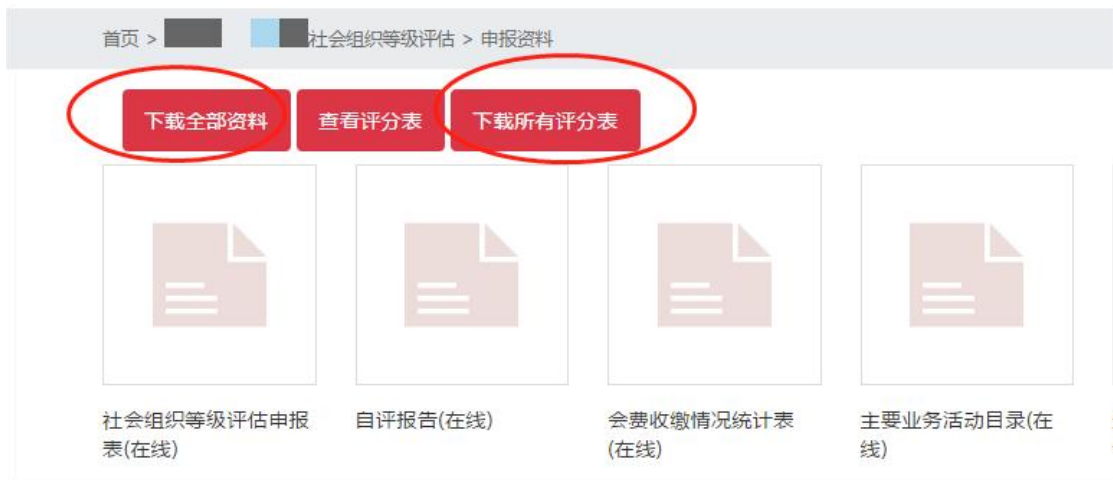 首页 > 社会组织等级评估 > 申报资料
下载全部资料 查看评分表 下载所有评分表
社会组织等级评估申报
表(在线)
自评报告(在线)
会费收缴情况统计表
(在线)
主要业务活动目录(在
线)